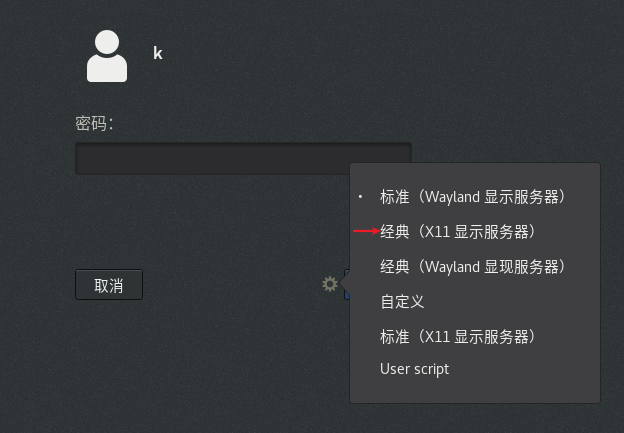 k
密码：
标准（Wayland 显示服务器）
经典（X11 显示服务器）
经典（Wayland 显现服务器）
自定义
标准（X11 显示服务器）
User script
取消